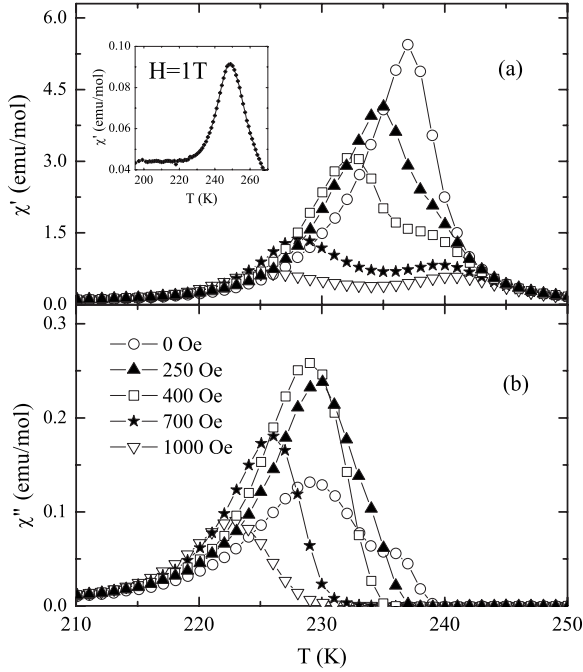 6.0
4.5
3.0
1.5
0.0
χ' (emu/mol)
(a)
0.10
0.08
0.06
0.04
χ' (emu/mol)
H=1T
200 220 240 260
T (K)
0.3
0.2
0.1
0.0
χ" (emu/mol)
(b)
0 Oe
250 Oe
400 Oe
700 Oe
1000 Oe
210 220 230 240 250
T (K)